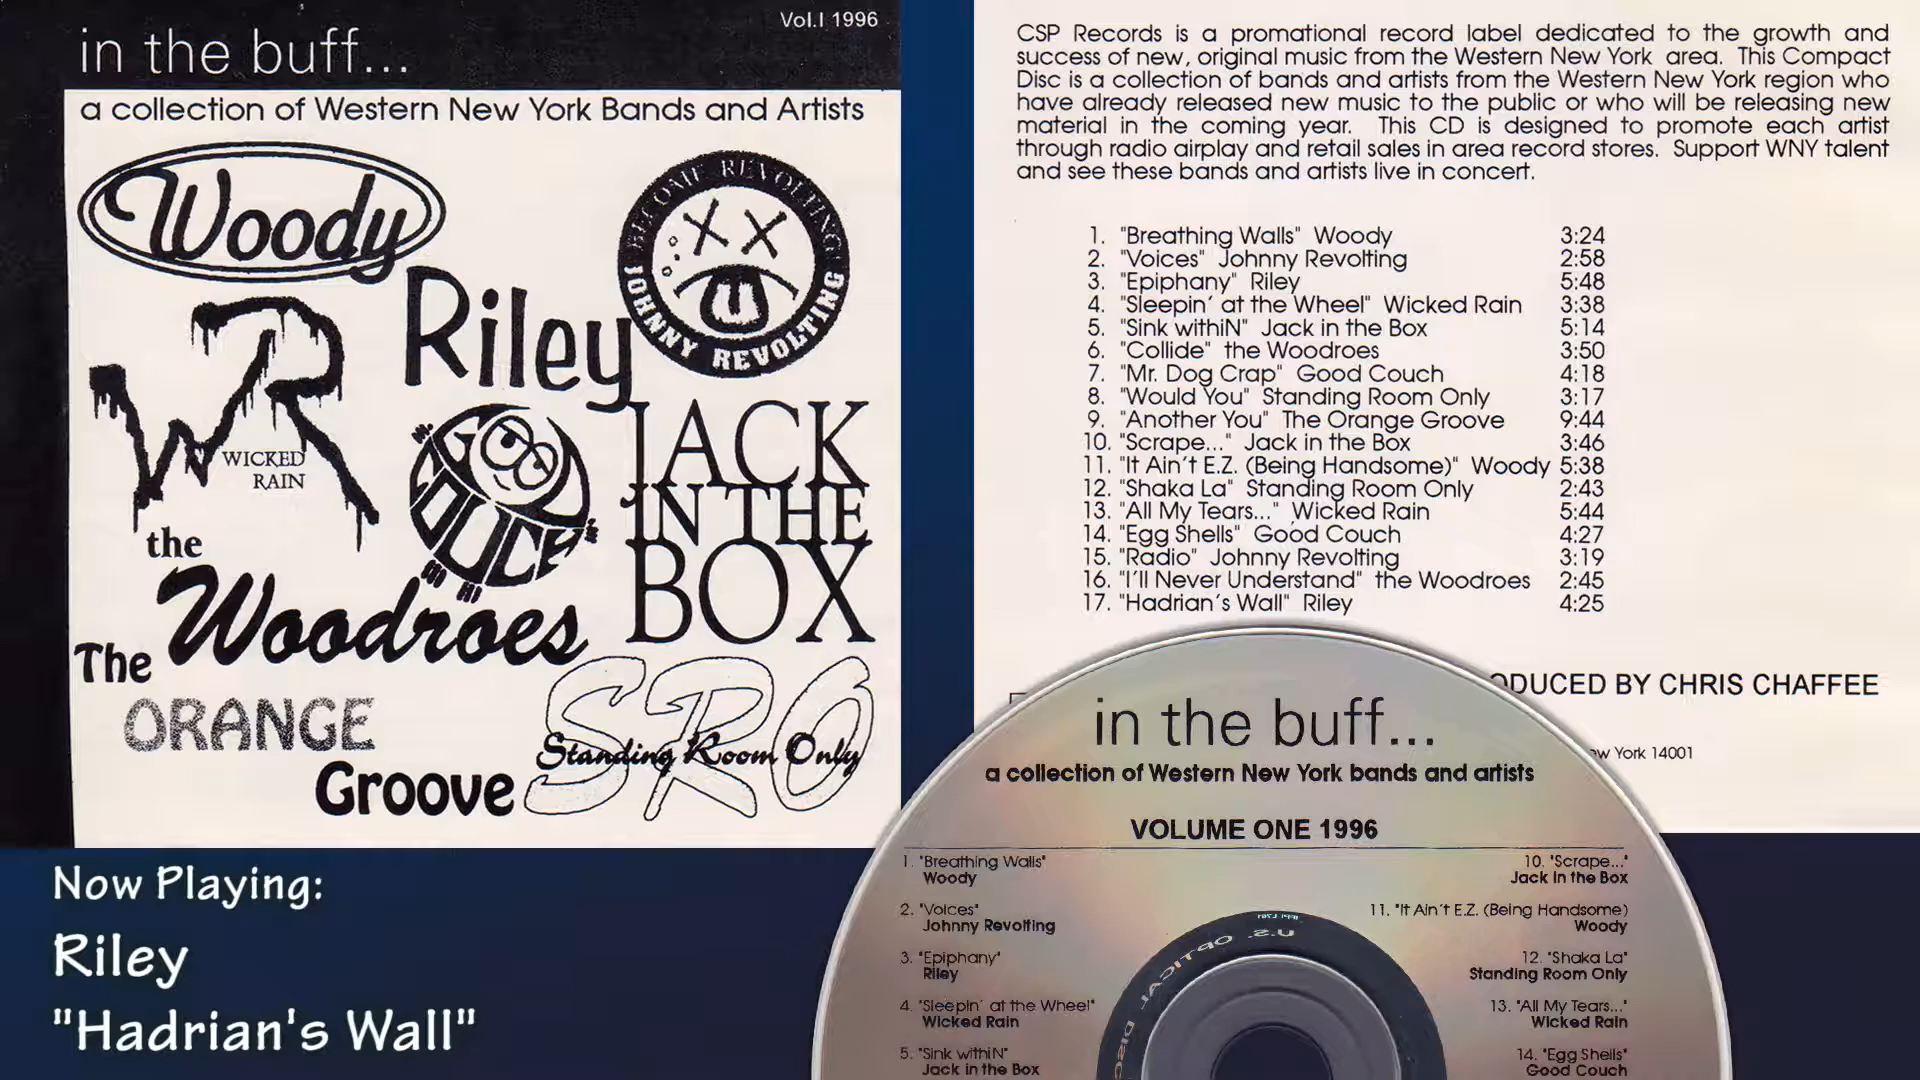 Vol.I 1996
in the buff...
a collection of Western New York Bands and Artists
Woody
BECOME REVOLTING
JOHNNY REVOLTING
Riley
WR
WICKED
RAIN
GOOD
COUCH
JACK
IN THE
BOX
the
Woodroes
The
ORANGE
Groove
SRO
Standing Room Only
Now Playing:
Riley
"Hadrian's Wall"
CSP Records is a promotional record label dedicated to the growth and
success of new, original music from the Western New York area. This Compact
Disc is a collection of bands and artists from the Western New York region who
have already released new music to the public or who will be releasing new
material in the coming year. This CD is designed to promote each artist
through radio airplay and retail sales in area record stores. Support WNY talent
and see these bands and artists live in concert.
1. "Breathing Walls" Woody 3:24
2. "Voices" Johnny Revolting 2:58
3. "Epiphany" Riley 5:48
4. "Sleepin' at the Wheel" Wicked Rain 3:38
5. "Sink withiN" Jack in the Box 5:14
6. "Collide" the Woodroes 3:50
7. "Mr. Dog Crap" Good Couch 4:18
8. "Would You" Standing Room Only 3:17
9. "Another You" The Orange Groove 9:44
10. "Scrape..." Jack in the Box 3:46
11. "It Ain't E.Z. (Being Handsome)" Woody 5:38
12. "Shaka La" Standing Room Only 2:43
13. "All My Tears..." Wicked Rain 5:44
14. "Egg Shells" Good Couch 4:27
15. "Radio" Johnny Revolting 3:19
16. "I'll Never Understand" the Woodroes 2:45
17. "Hadrian's Wall" Riley 4:25
ODUCED BY CHRIS CHAFFEE
ew York 14001
in the buff...
a collection of Western New York bands and artists
VOLUME ONE 1996
1. "Breathing Walls"
Woody
2. "Voices"
Johnny Revolting
3. "Epiphany"
Riley
4. "Sleepin' at the Wheel"
Wicked Rain
5. "Sink withiN"
Jack in the Box
10. "Scrape..."
Jack in the Box
11. "It Ain't E.Z. (Being Handsome)
Woody
12. "Shaka La"
Standing Room Only
13. "All My Tears..."
Wicked Rain
14. "Egg Shells"
Good Couch
U.S. OPTICAL DISC